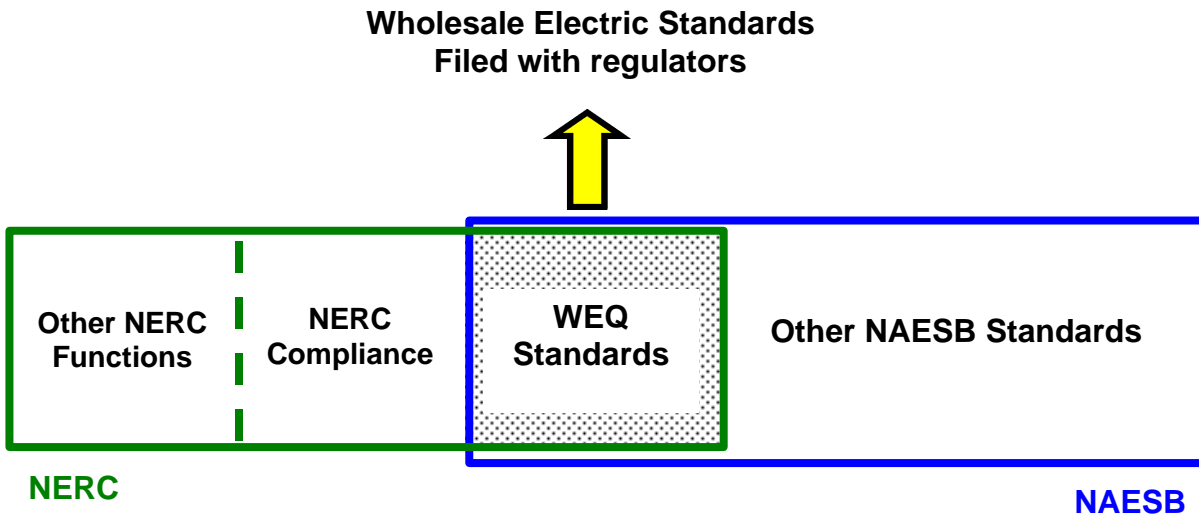 Wholesale Electric Standards
Filed with regulators
Other NERC
Functions
NERC
Compliance
WEQ
Standards
Other NAESB Standards
NERC
NAESB